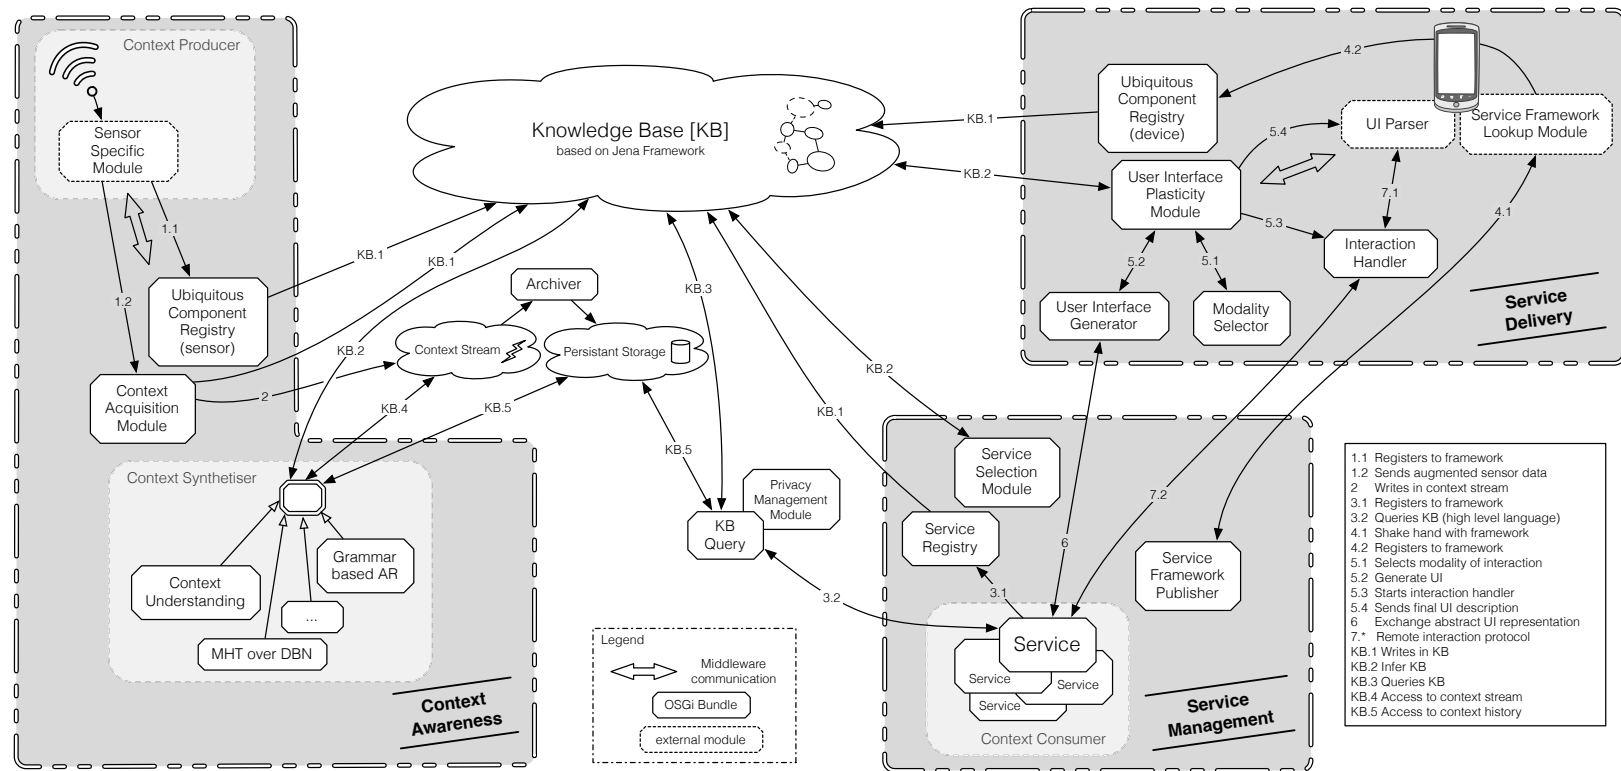 Context Producer
Sensor
Specific
Module
1.1
1.2
Ubiquitous
Component
Registry
(sensor)
Context
Acquisition
Module
Context Synthetiser
Context
Understanding
Grammar
based AR
...
MHT over DBN
Context
Awareness
Knowledge Base [KB]
based on Jena Framework
KB.1
KB.1
KB.2
KB.3
KB.1
KB.2
Archiver
Context Stream
Persistant Storage
2
KB.4
KB.5
KB.5
KB.2
KB.1
Privacy
Management
Module
KB
Query
3.2
Legend
Middleware
communication
OSGi Bundle
external module
Ubiquitous
Component
Registry
(device)
4.2
UI Parser
Service Framework
Lookup Module
5.4
User Interface
Plasticity
Module
7.1
4.1
5.3
Interaction
Handler
5.2
5.1
User Interface
Generator
Modality
Selector
Service
Delivery
Service
Selection
Module
Service
Registry
7.2
6
3.1
Service
Framework
Publisher
Service
Service
Service
Service
Context Consumer
Service
Management
1.1 Registers to framework
1.2 Sends augmented sensor data
2 Writes in context stream
3.1 Registers to framework
3.2 Queries KB (high level language)
4.1 Shake hand with framework
4.2 Registers to framework
5.1 Selects modality of interaction
5.2 Generate UI
5.3 Starts interaction handler
5.4 Sends final UI description
6 Exchange abstract UI representation
7.* Remote interaction protocol
KB.1 Writes in KB
KB.2 Infer KB
KB.3 Queries KB
KB.4 Access to context stream
KB.5 Access to context history